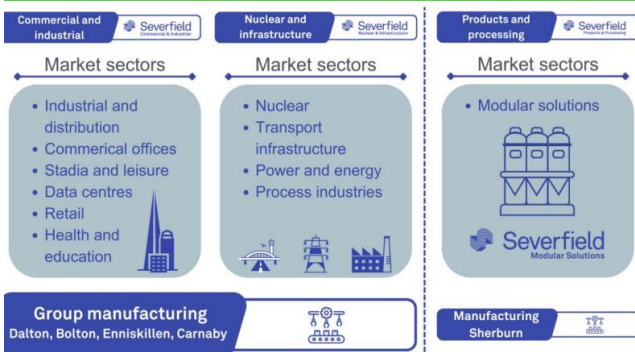 Commercial and
industrial
Severfield
Commercial & Industrial
Market sectors
• Industrial and
distribution
• Commerical offices
• Stadia and leisure
• Data centres
• Retail
• Health and
education
Nuclear and
infrastructure
Severfield
Nuclear & Infrastructure
Market sectors
• Nuclear
• Transport
infrastructure
• Power and energy
• Process industries
Products and
processing
Severfield
Products & Processing
Market sectors
• Modular solutions
Severfield
Modular Solutions
Group manufacturing
Dalton, Bolton, Enniskillen, Carnaby
Manufacturing
Sherburn